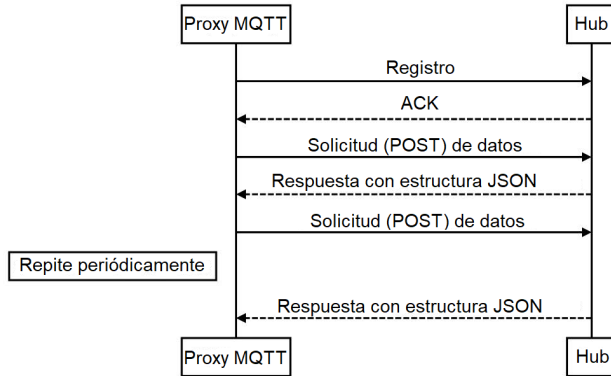 Proxy MQTT
Hub
Registro
ACK
Solicitud (POST) de datos
Respuesta con estructura JSON
Solicitud (POST) de datos
Repite periódicamente
Respuesta con estructura JSON
Proxy MQTT
Hub